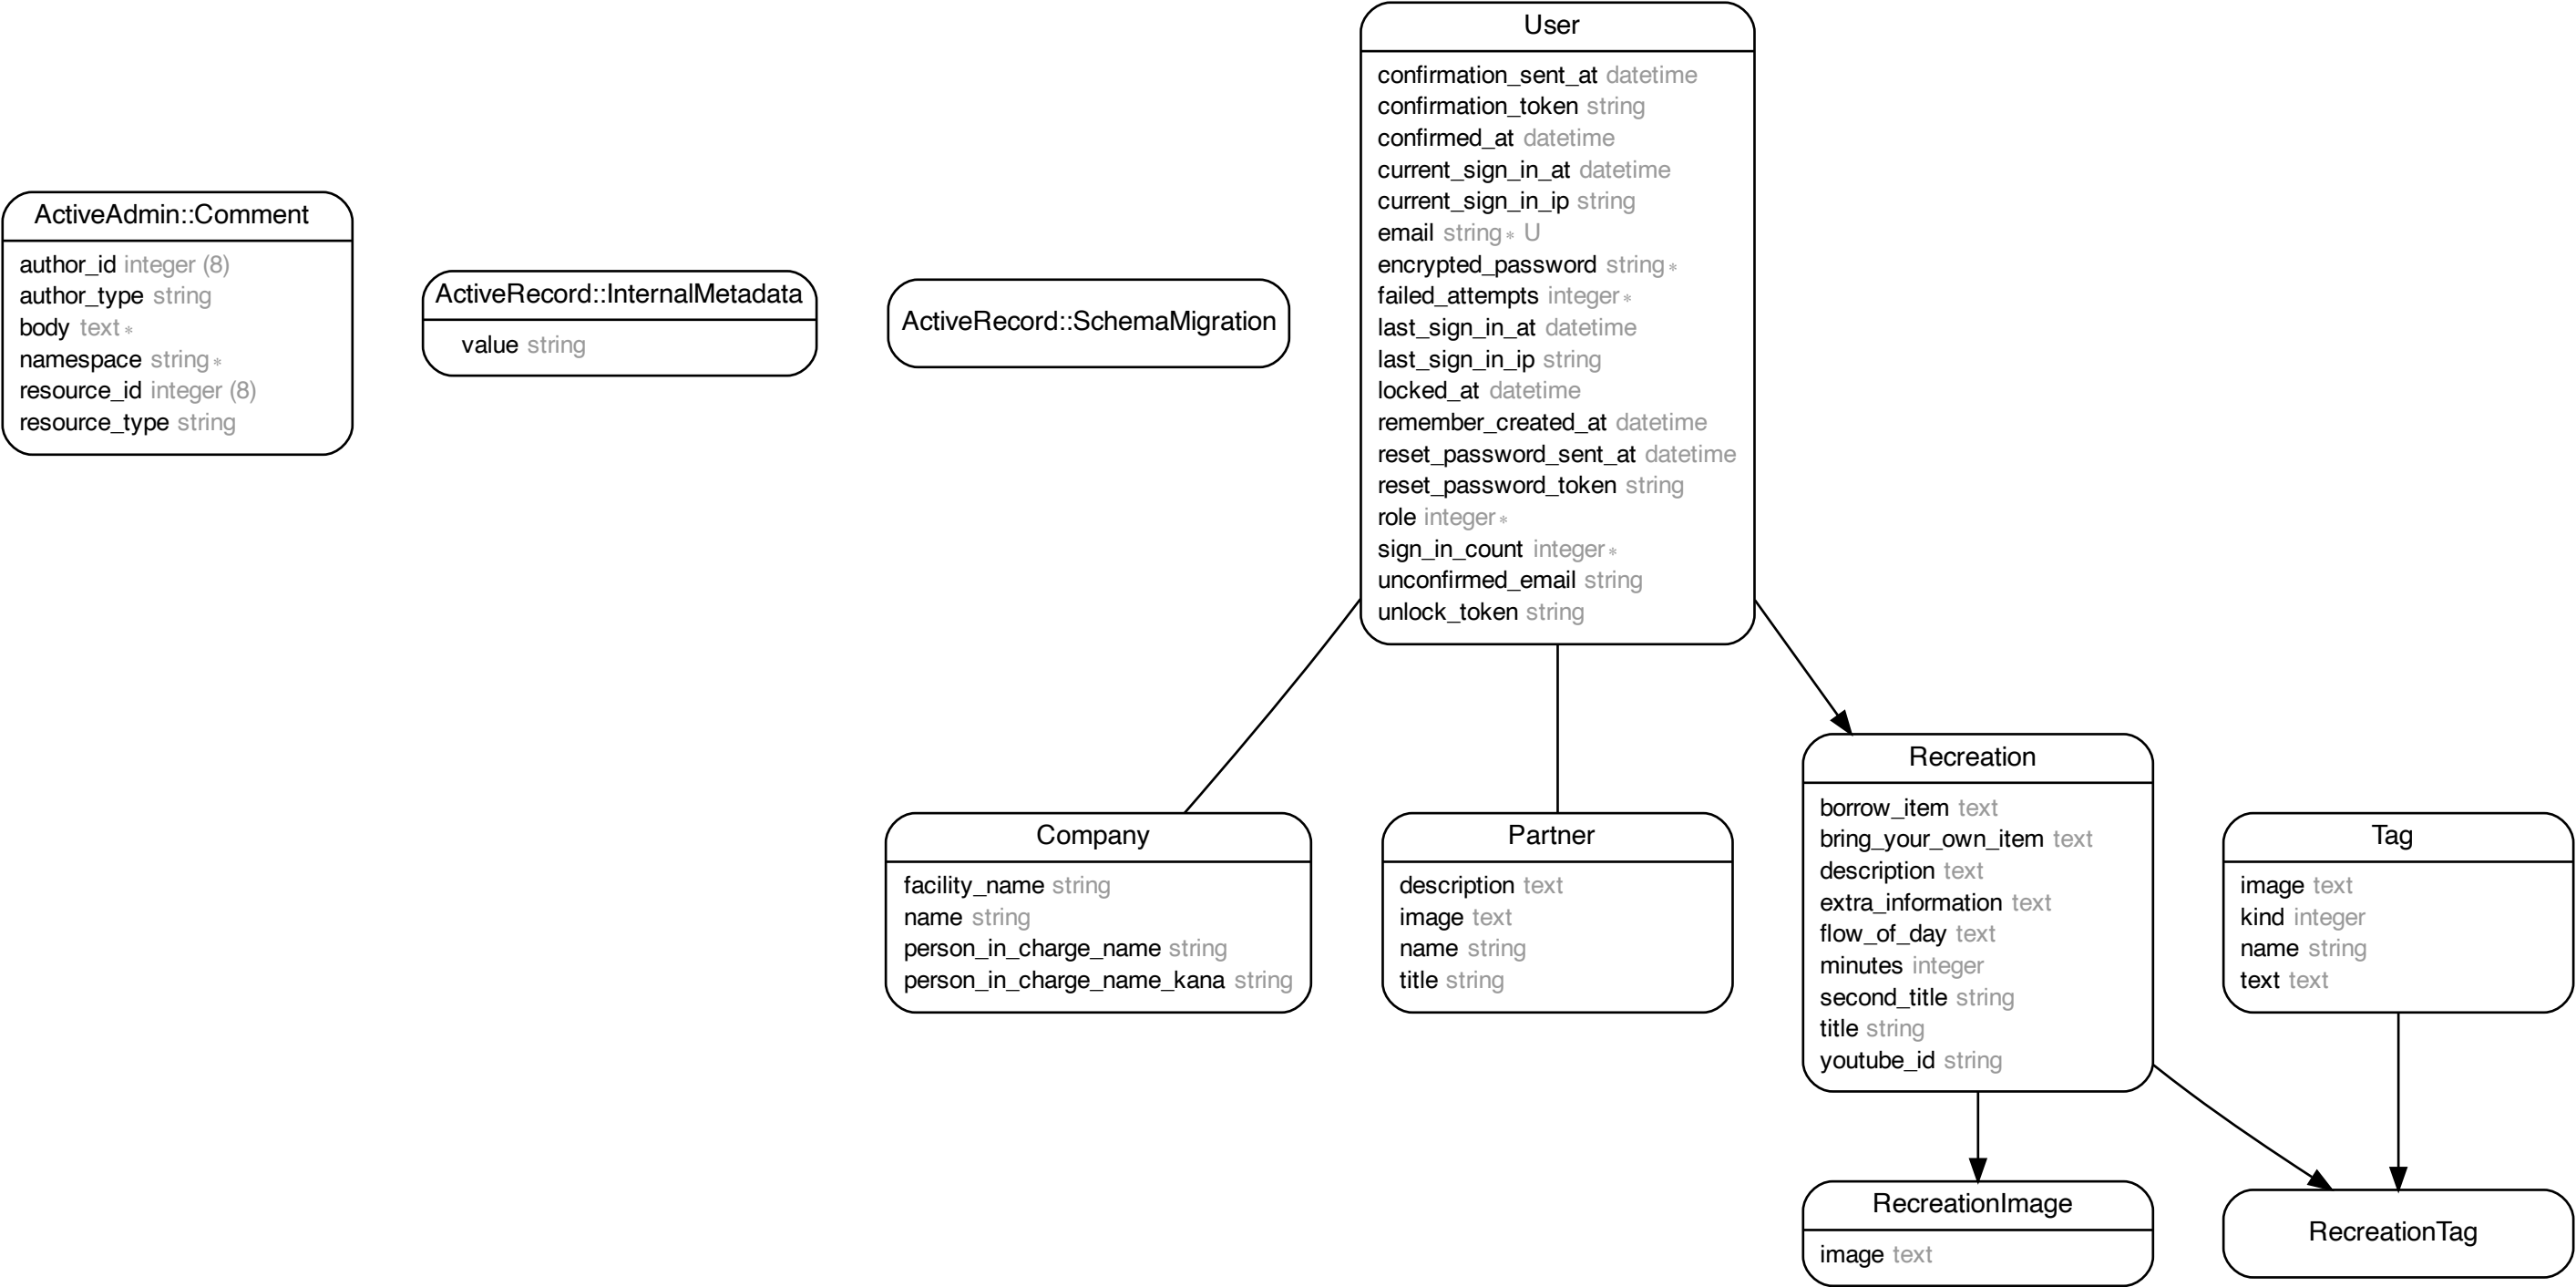 User
confirmation_sent_at datetime
confirmation_token string
confirmed_at datetime
current_sign_in_at datetime
current_sign_in_ip string
email string∗ U
encrypted_password string∗
failed_attempts integer∗
last_sign_in_at datetime
last_sign_in_ip string
locked_at datetime
remember_created_at datetime
reset_password_sent_at datetime
reset_password_token string
role integer∗
sign_in_count integer∗
unconfirmed_email string
unlock_token string
ActiveAdmin::Comment
author_id integer (8)
author_type string
body text∗
namespace string∗
resource_id integer (8)
resource_type string
ActiveRecord::InternalMetadata
value string
ActiveRecord::SchemaMigration
Company
facility_name string
name string
person_in_charge_name string
person_in_charge_name_kana string
Partner
description text
image text
name string
title string
Recreation
borrow_item text
bring_your_own_item text
description text
extra_information text
flow_of_day text
minutes integer
second_title string
title string
youtube_id string
Tag
image text
kind integer
name string
text text
RecreationImage
image text
RecreationTag